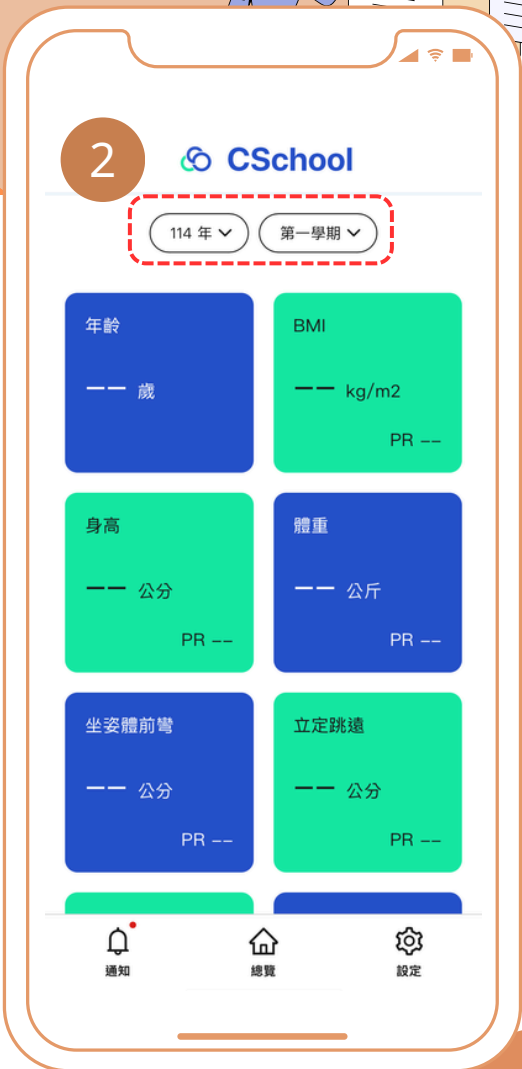 2
CSchool
114 年
第一學期
年齡
-- 歲
BMI
-- kg/m2
PR --
身高
-- 公分
PR --
體重
-- 公斤
PR --
坐姿體前彎
-- 公分
PR --
立定跳遠
-- 公分
PR --
通知
總覽
設定